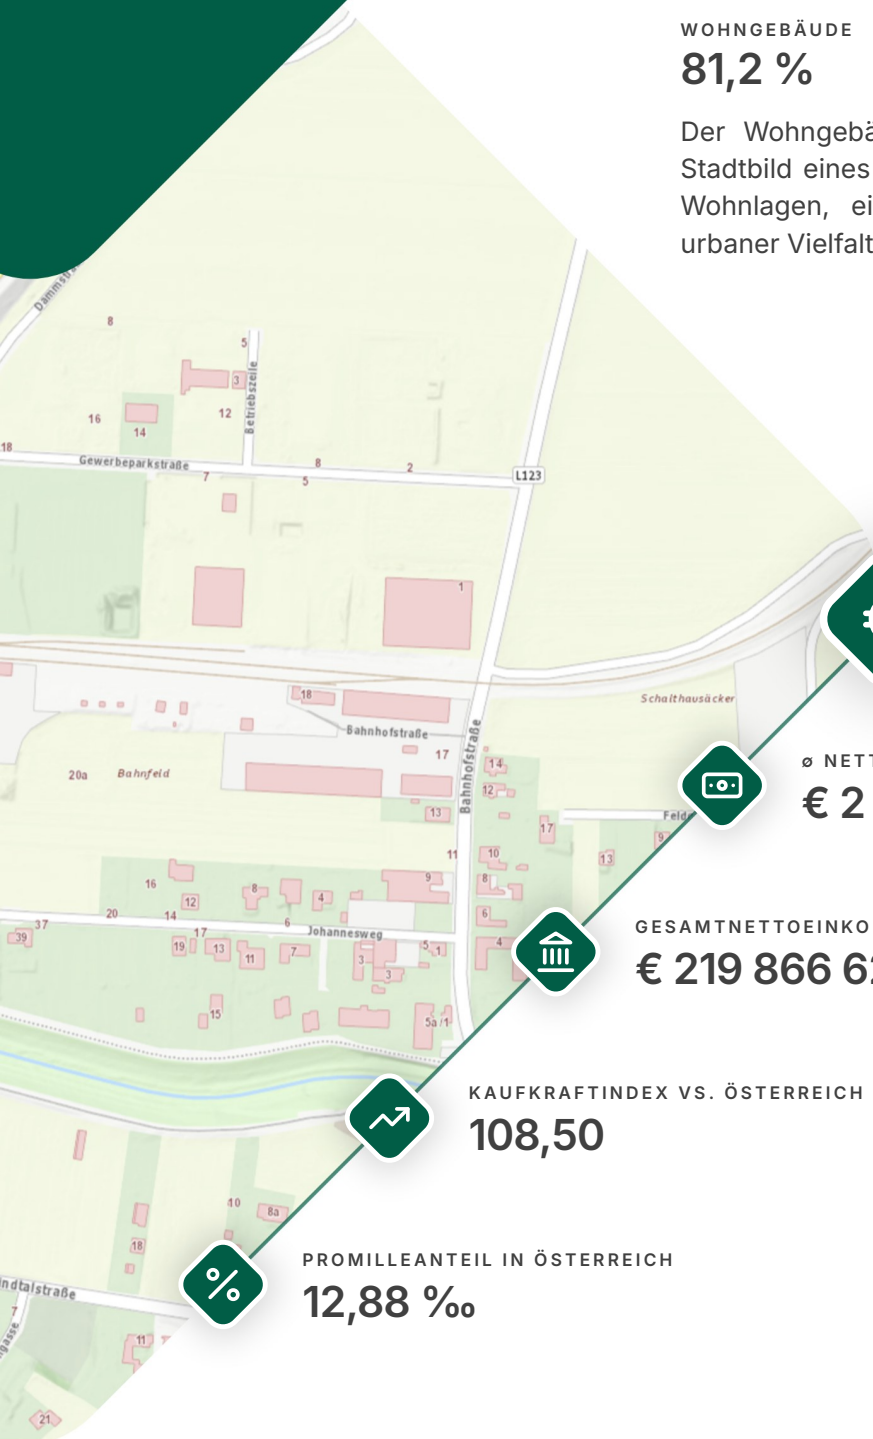 WOHNGEBÄUDE
81,2 %
Der Wohngebä
Stadtbild eines
Wohnlagen, ei
urbaner Vielfalt
8
5
Betriebszeile
3
16
14
12
18
Gewerbeparkstraße
7
8
5
2
L123
1
Schalthausäcker
18
Bahnhofstraße
17
Bahnhofstraße
20a
Bahnfeld
14
12
13
17
Feld
9
13
11
10
9
8
16
12
8
4
6
20
14
6
37
17
Johannesweg
39
19
13
11
7
3
3
5
1
4
15
5a/1
ø NETT
€ 2
GESAMTNETTOEINKO
€ 219 866 62
KAUFKRAFTINDEX VS. ÖSTERREICH
108,50
10
8a
18
PROMILLEANTEIL IN ÖSTERREICH
12,88 ‰
ndtalstraße
7
11
21